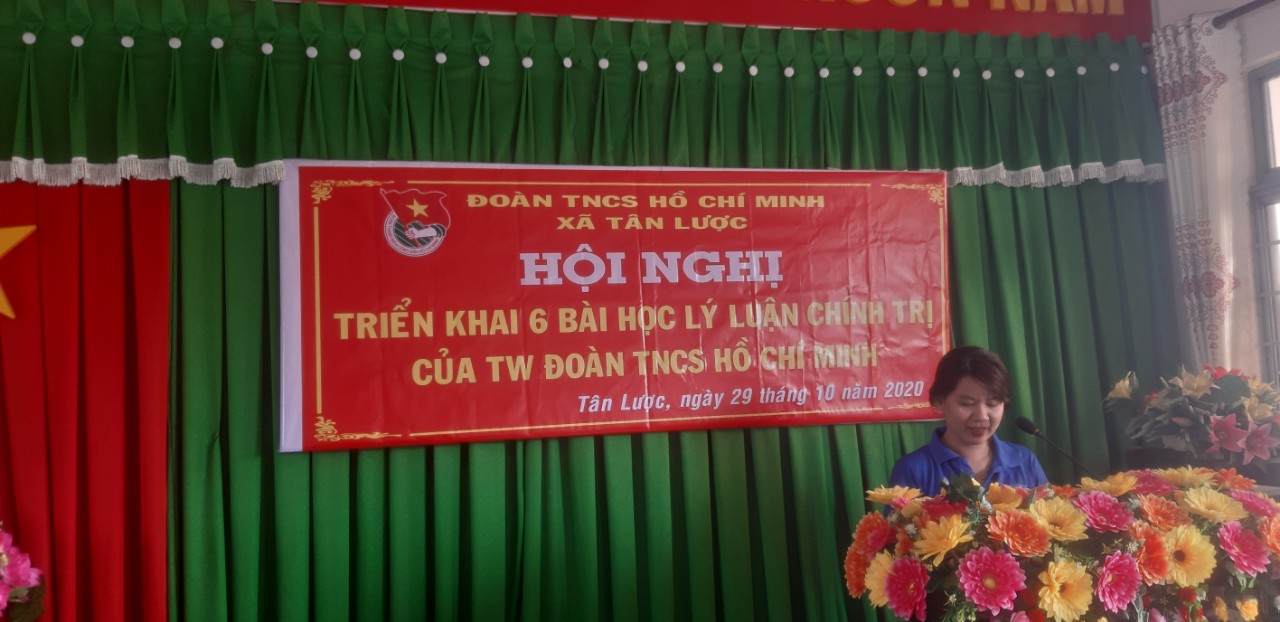 NĂM
ĐOÀN TNCS HỒ CHÍ MINH
XÃ TÂN LƯỢC
HỘI NGHỊ
TRIỂN KHAI 6 BÀI HỌC LÝ LUẬN CHÍNH TRỊ
CỦA TW ĐOÀN TNCS HỒ CHÍ MINH
Tân Lược, ngày 29 tháng 10 năm 2020